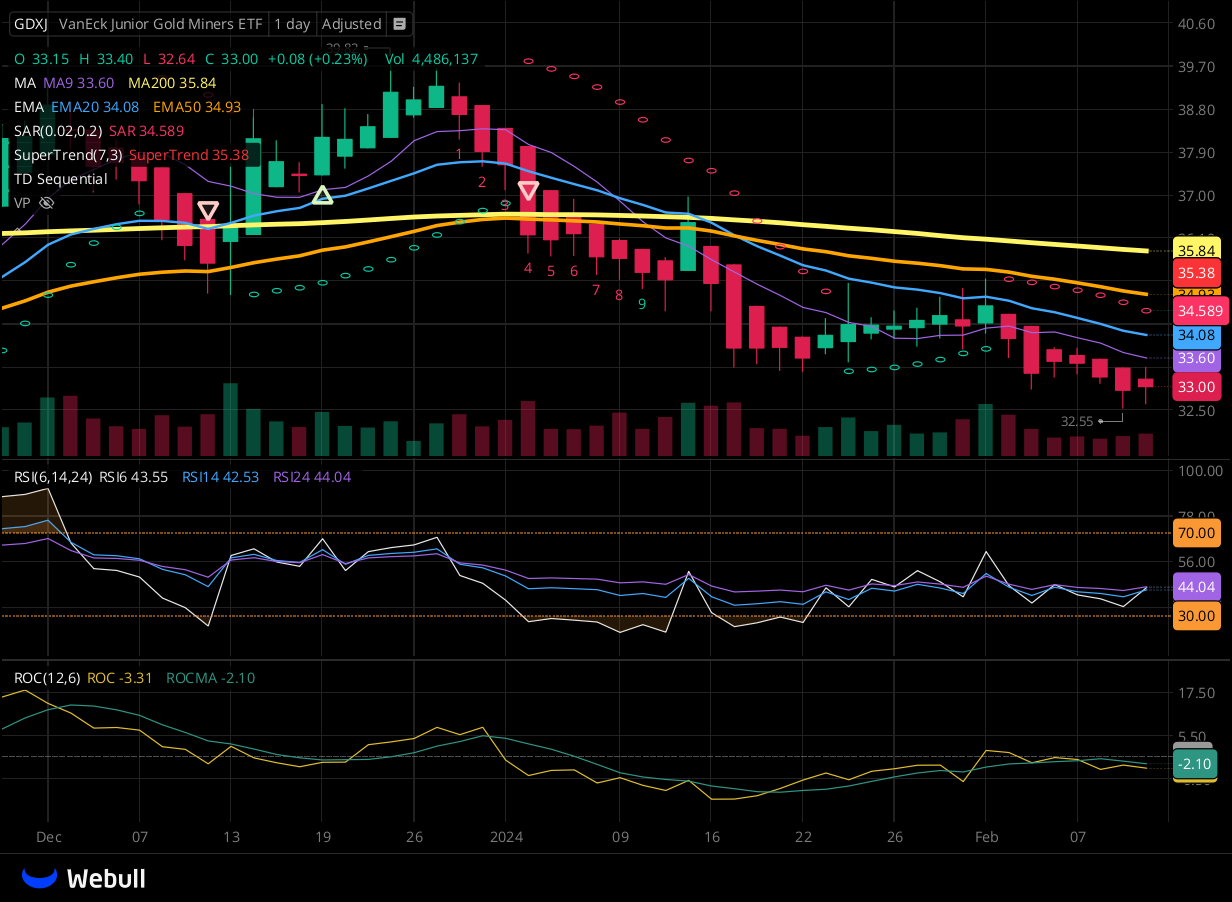 GDXJ VanEck Junior Gold Miners ETF 1 day Adjusted
40.60
O 33.15 H 33.40 L 32.64 C 33.00 +0.08 (+0.23%) Vol 4,486,137
39.70
MA MA9 33.60 MA200 35.84
EMA EMA20 34.08 EMA50 34.93
38.80
SAR(0.02,0.2) SAR 34.589
SuperTrend(7,3) SuperTrend 35.38
37.90
TD Sequential
VP
37.00
1
2
3
4 5 6
7 8 9
35.84
35.38
34.93
34.589
34.08
33.60
33.00
32.50
32.55
RSI(6,14,24) RSI6 43.55 RSI14 42.53 RSI24 44.04
100.00
78.00
70.00
56.00
44.04
30.00
ROC(12,6) ROC -3.31 ROCMA -2.10
17.50
5.50
-2.10
Dec 07 13 19 26 2024 09 16 22 26 Feb 07
Webull